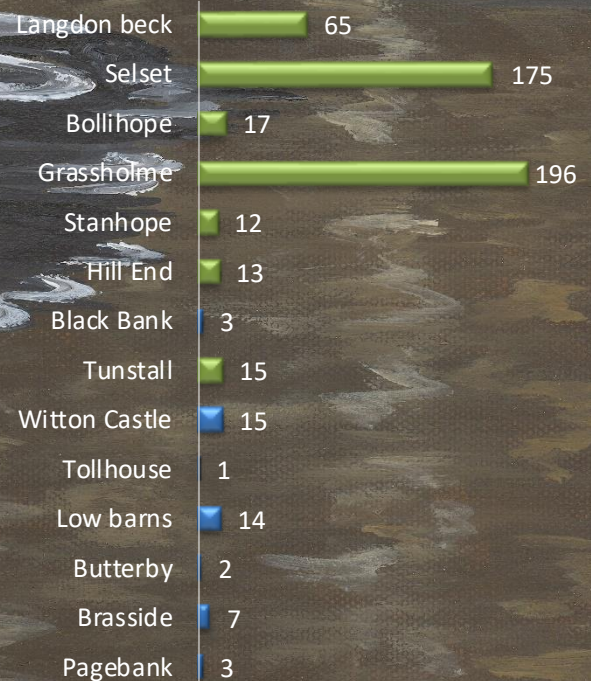 Langdon beck 65
Selset 175
Bollihope 17
Grassholme 196
Stanhope 12
Hill End 13
Black Bank 3
Tunstall 15
Witton Castle 15
Tollhouse 1
Low barns 14
Butterby 2
Brasside 7
Pagebank 3